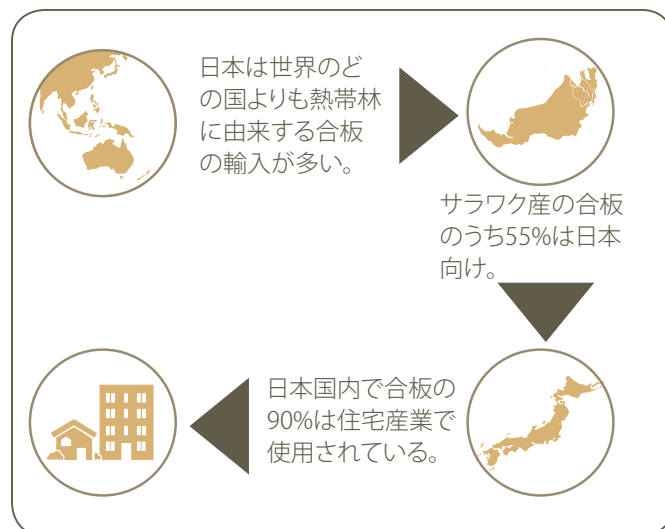 日本は世界のど
の国よりも熱帯林
に由来する合板
の輸入が多い。
サラワク産の合板
のうち55%は日本
向け。
日本国内で合板の
90%は住宅産業で
使用されている。